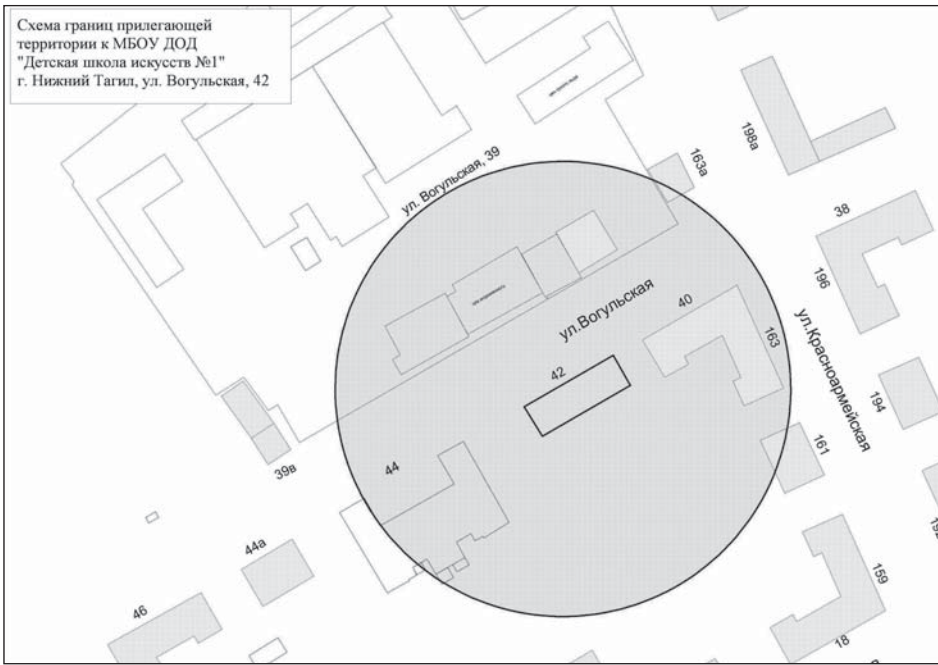 Схема границ прилегающей
территории к МБОУ ДОД
"Детская школа искусств №1"
г. Нижний Тагил, ул. Вогульская, 42
198а
163а
ул. Вогульская, 39
38
196
ул.Вогульская
40
163
ул.Красноармейская
42
194
161
44
39в
192
44а
159
46
18